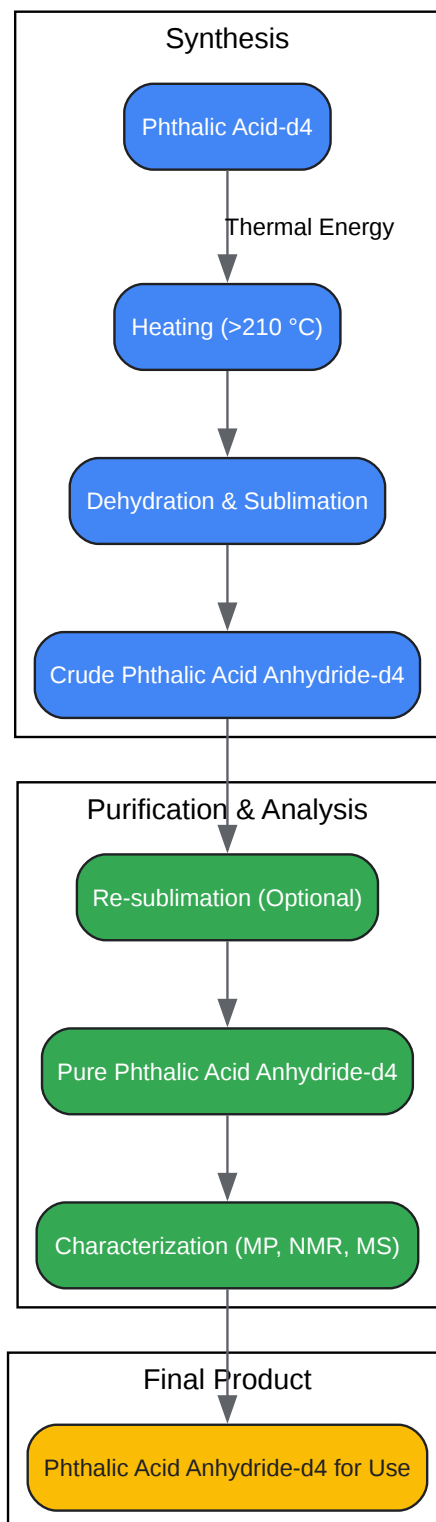 Synthesis
Phthalic Acid-d4
Thermal Energy
Heating (>210 °C)
Dehydration & Sublimation
Crude Phthalic Acid Anhydride-d4
Purification & Analysis
Re-sublimation (Optional)
Pure Phthalic Acid Anhydride-d4
Characterization (MP, NMR, MS)
Final Product
Phthalic Acid Anhydride-d4 for Use